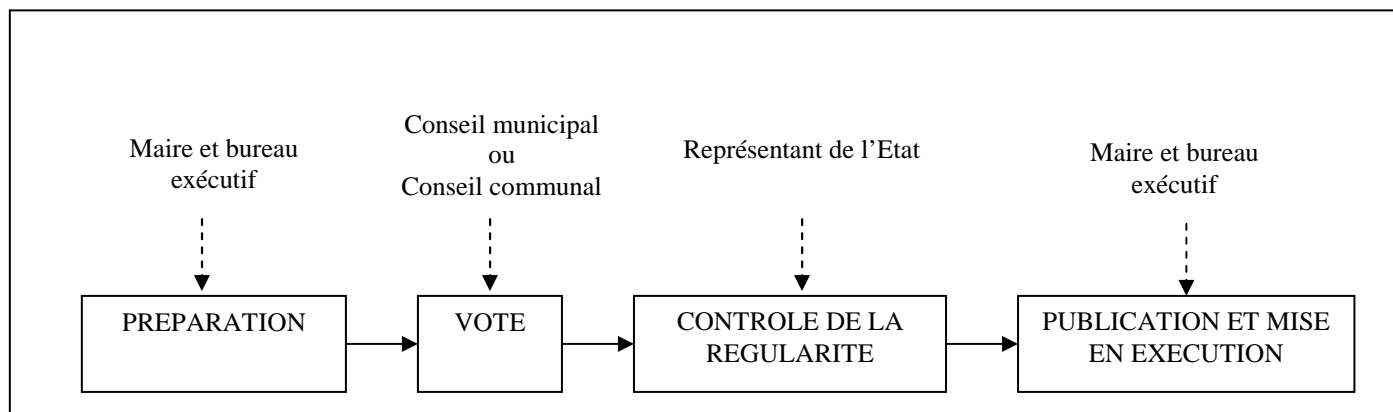 Maire et bureau
exécutif
Conseil municipal
ou
Conseil communal
Représentant de l’Etat
Maire et bureau
exécutif
PREPARATION
VOTE
CONTROLE DE LA
REGULARITE
PUBLICATION ET MISE
EN EXECUTION